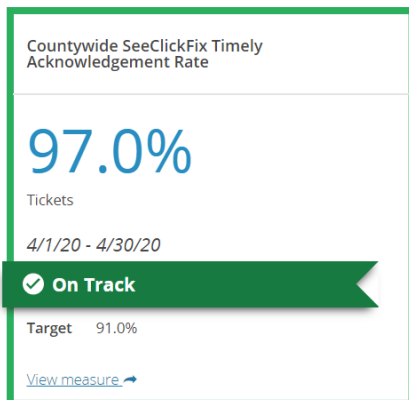 Countywide SeeClickFix Timely
Acknowledgement Rate
97.0%
Tickets
4/1/20 - 4/30/20
On Track
Target 91.0%
View measure